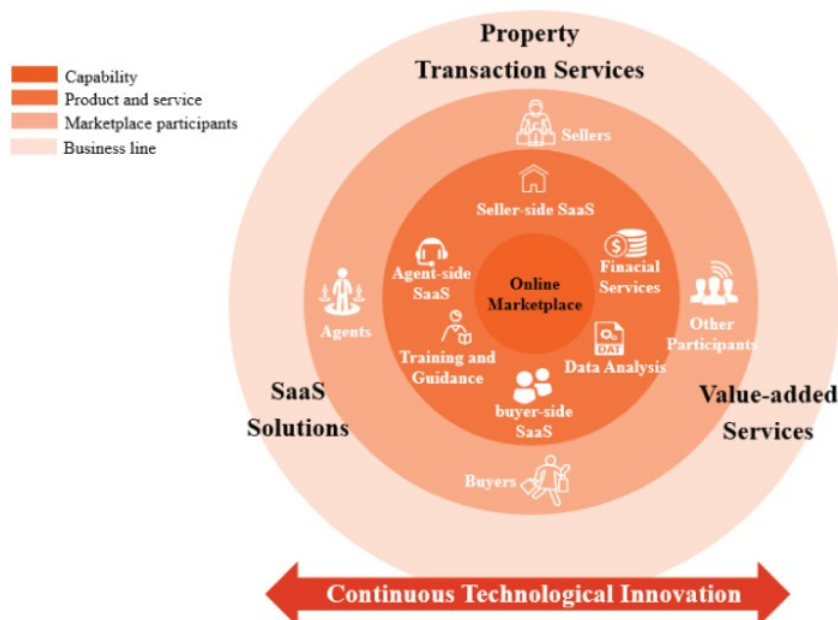 Property
Transaction Services
Capability
Product and service
Marketplace participants
Business line
Sellers
Seller-side SaaS
Agent-side
SaaS
$
Finacial
Services
Online
Marketplace
Agents
Other
Participants
Training and
Guidance
DAT
Data Analysis
buyer-side
SaaS
SaaS
Solutions
Value-added
Services
Buyers
Continuous Technological Innovation